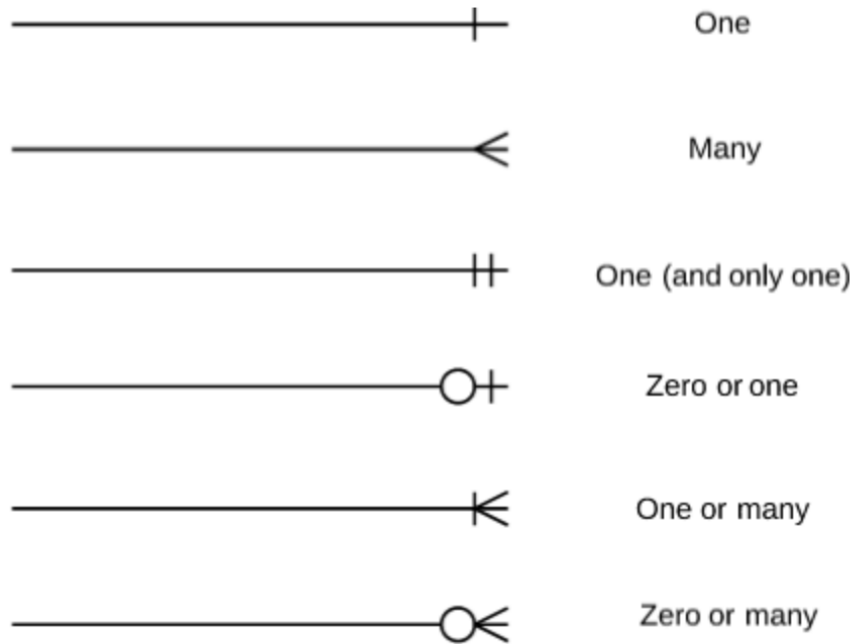 One
Many
One (and only one)
Zero or one
One or many
Zero or many